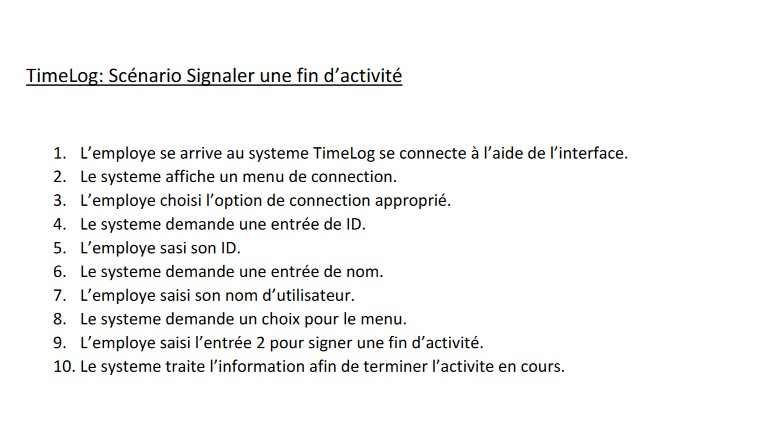 TimeLog: Scénario Signaler une fin d’activité
1. L’employe se arrive au systeme TimeLog se connecte à l’aide de l’interface.
2. Le systeme affiche un menu de connection.
3. L’employe choisi l’option de connection approprié.
4. Le systeme demande une entrée de ID.
5. L’employe sasi son ID.
6. Le systeme demande une entrée de nom.
7. L’employe saisi son nom d’utilisateur.
8. Le systeme demande un choix pour le menu.
9. L’employe saisi l’entrée 2 pour signer une fin d’activité.
10. Le systeme traite l’information afin de terminer l’activite en cours.